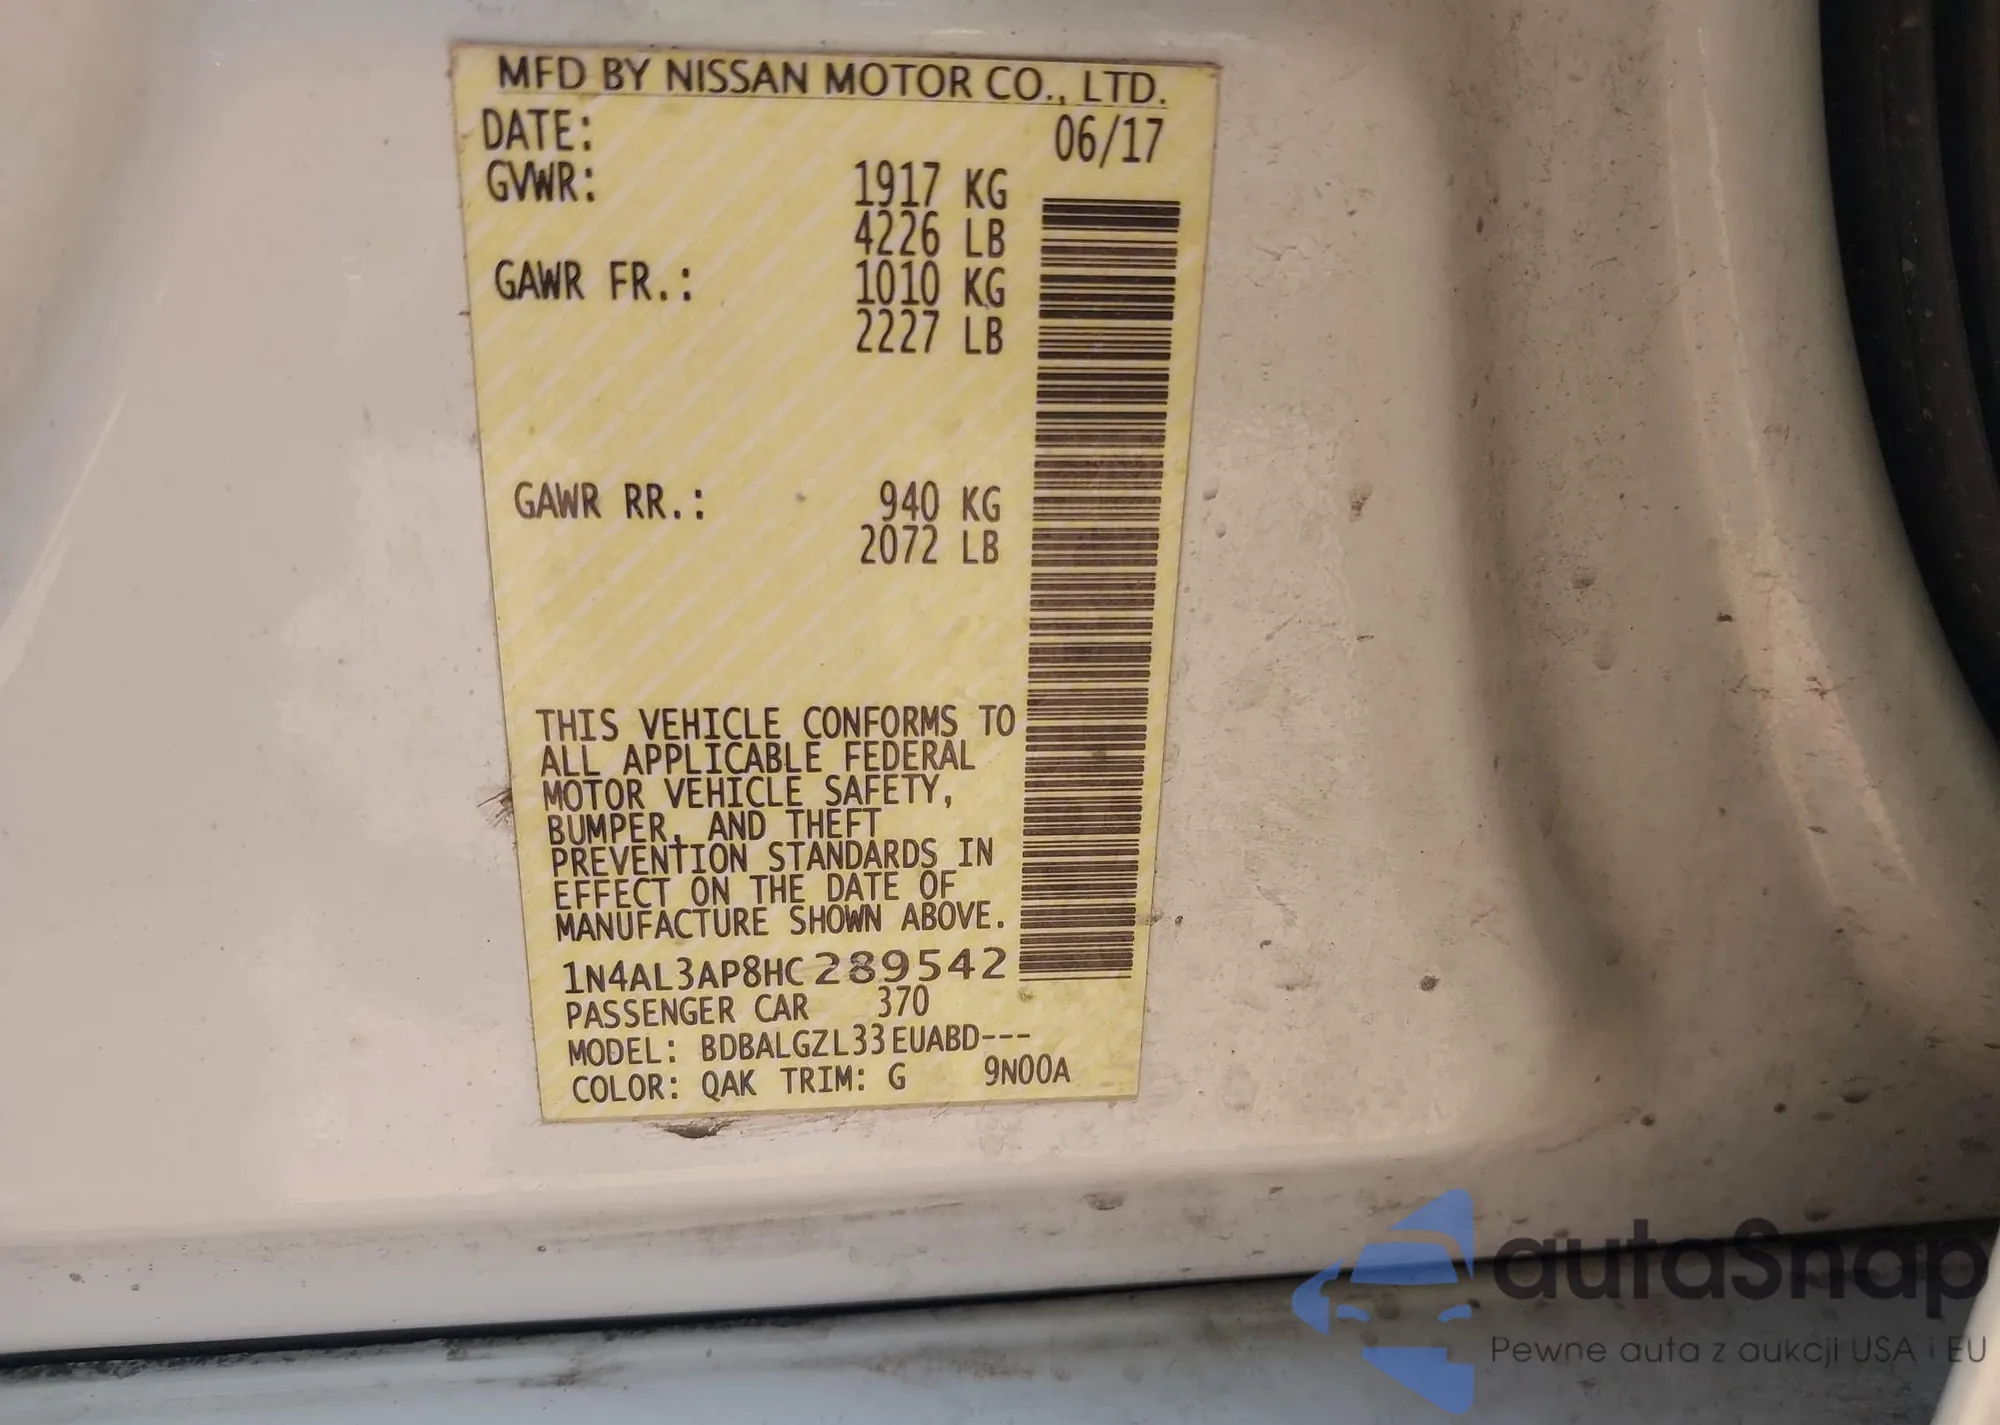 MFD BY NISSAN MOTOR CO., LTD.
DATE: 06/17
GVWR: 1917 KG
4226 LB
GAWR FR.: 1010 KG
2227 LB
GAWR RR.: 940 KG
2072 LB
THIS VEHICLE CONFORMS TO
ALL APPLICABLE FEDERAL
MOTOR VEHICLE SAFETY,
BUMPER, AND THEFT
PREVENTION STANDARDS IN
EFFECT ON THE DATE OF
MANUFACTURE SHOWN ABOVE.
1N4AL3AP8HC289542
PASSENGER CAR 370
MODEL: BDBALGZL33EUABD---
COLOR: QAK TRIM: G 9N00A
autaSnap
Pewne auta z aukcji USA i EU